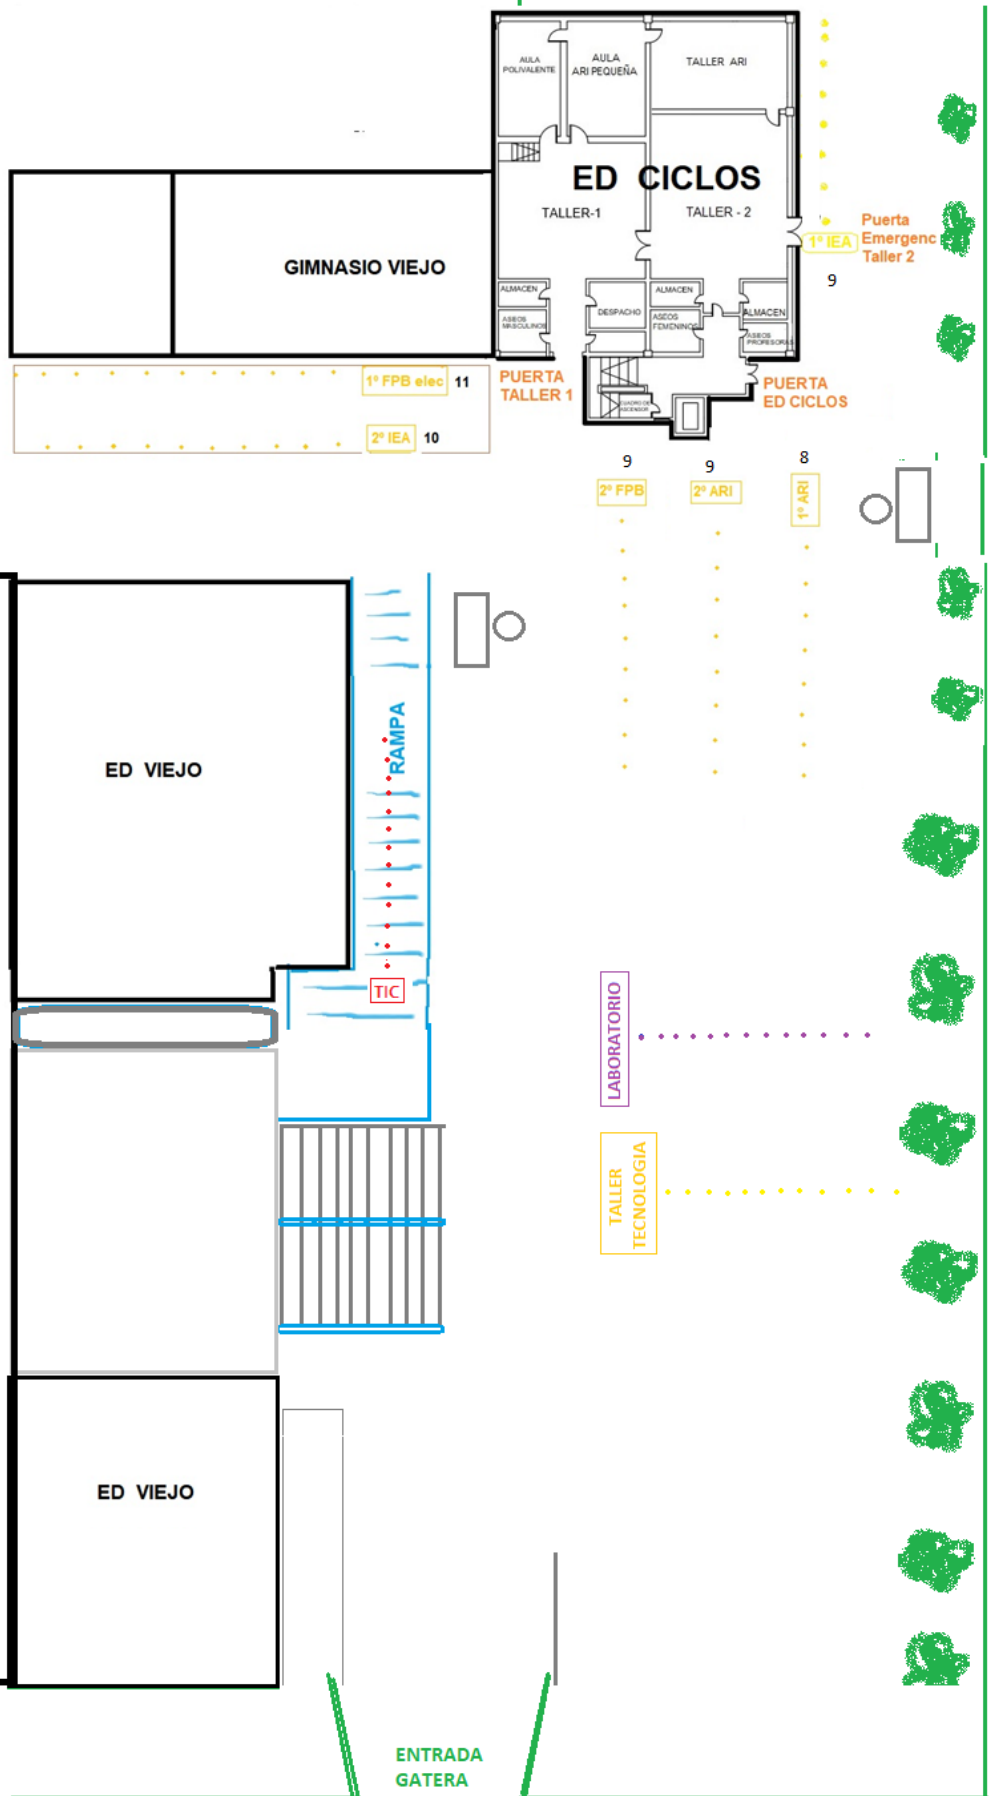 AULA
POLIVALENTE
AULA
ARI PEQUEÑA
TALLER ARI
ED CICLOS
TALLER-1
TALLER - 2
Puerta
Emergenc
Taller 2
1º IEA
9
GIMNASIO VIEJO
ALMACEN
ASEOS
MASCULINOS
DESPACHO
ALMACEN
ASEOS
FEMENINOS
ALMACEN
ASEOS
PROFESORAS
CUADRO DE
ASCENSOR
1º FPB elec 11
2º IEA 10
PUERTA
TALLER 1
PUERTA
ED CICLOS
9
9
8
2º FPB
2º ARI
1º ARI
RAMPA
ED VIEJO
TIC
LABORATORIO
TALLER
TECNOLOGIA
ED VIEJO
ENTRADA
GATERA